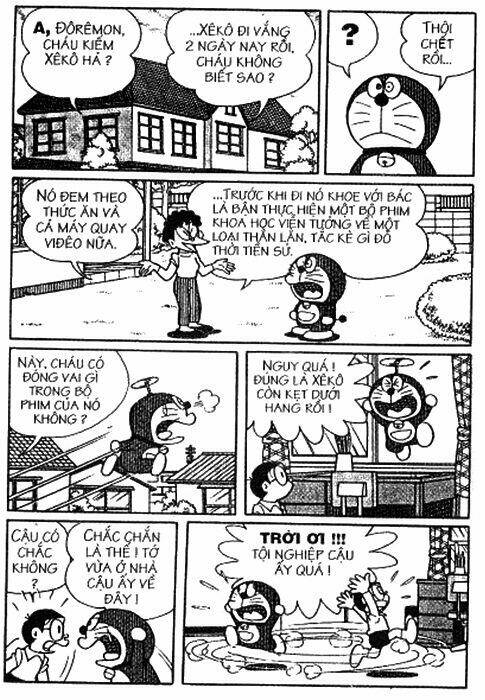 A, ĐÔRÊMON,
CHÁU KIẾM
XÊKÔ HẢ ?
...XÊKÔ ĐI VẮNG
2 NGÀY NAY RỒI.
CHÁU KHÔNG
BIẾT SAO ?
?
THÔI
CHẾT
RỒI...
NÓ ĐEM THEO
THỨC ĂN VÀ
CẢ MÁY QUAY
VIĐÊO NỮA.
...TRƯỚC KHI ĐI NÓ KHOE VỚI BÁC
LÀ BẬN THỰC HIỆN MỘT BỘ PHIM
KHOA HỌC VIỄN TƯỞNG VỀ MỘT
LOẠI THẰN LẰN, TẮC KÈ GÌ ĐÓ
THỜI TIỀN SỬ.
NÀY, CHÁU CÓ
ĐÓNG VAI GÌ
TRONG BỘ
PHIM CỦA NÓ
KHÔNG ?
NGUY QUÁ !
ĐÚNG LÀ XÊKÔ
CÒN KẸT DƯỚI
HANG RỒI !
CẬU CÓ
CHẮC
KHÔNG
?
CHẮC CHẮN
LÀ THẾ ! TỚ
VỪA Ở NHÀ
CẬU ẤY VỀ
ĐÂY !
TRỜI ƠI !!!
TỘI NGHIỆP CẬU
ẤY QUÁ !